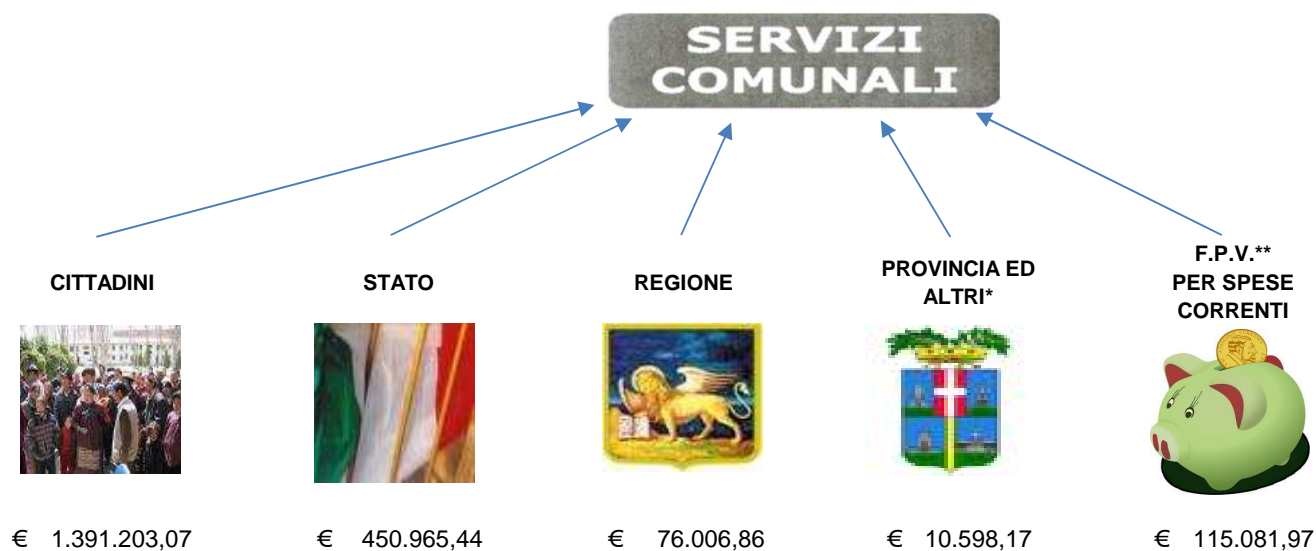 SERVIZI
COMUNALI
CITTADINI
STATO
REGIONE
PROVINCIA ED
ALTRI*
F.P.V.**
PER SPESE
CORRENTI
€ 1.391.203,07
€ 450.965,44
€ 76.006,86
€ 10.598,17
€ 115.081,97